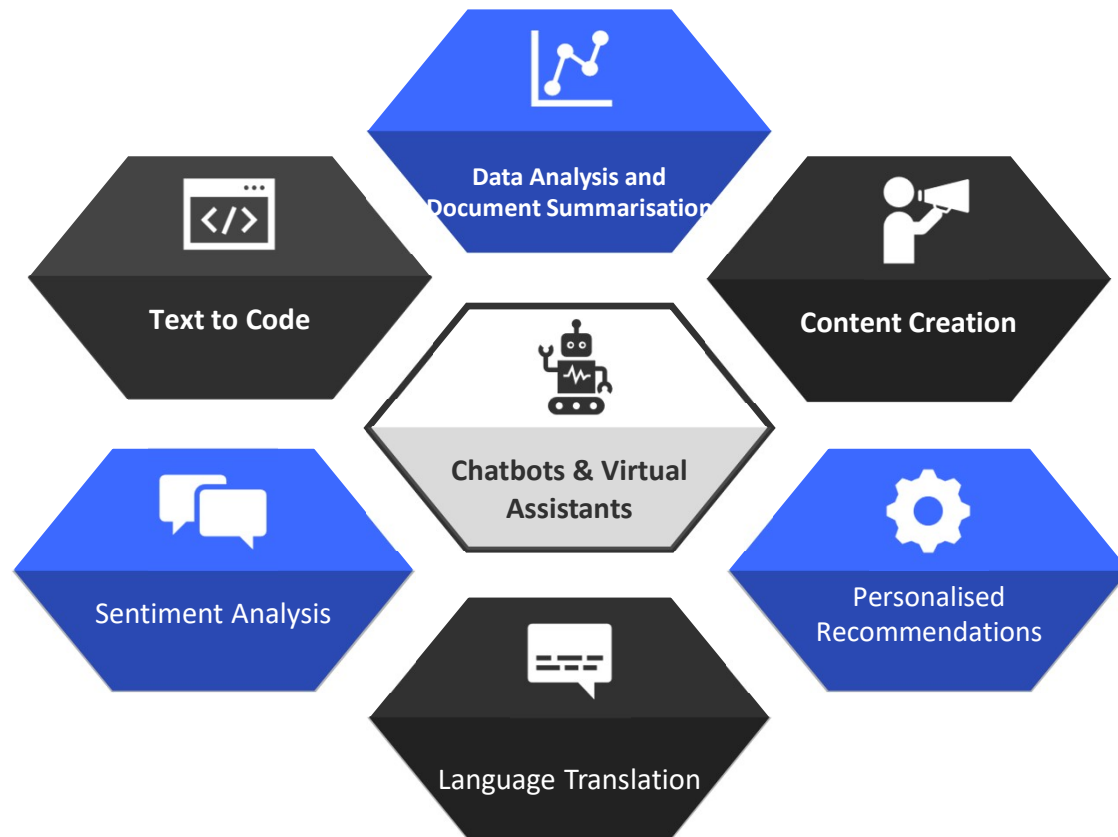 Data Analysis and
Document Summarisation
Text to Code
</>
Content Creation
Chatbots & Virtual
Assistants
Sentiment Analysis
Personalised
Recommendations
Language Translation